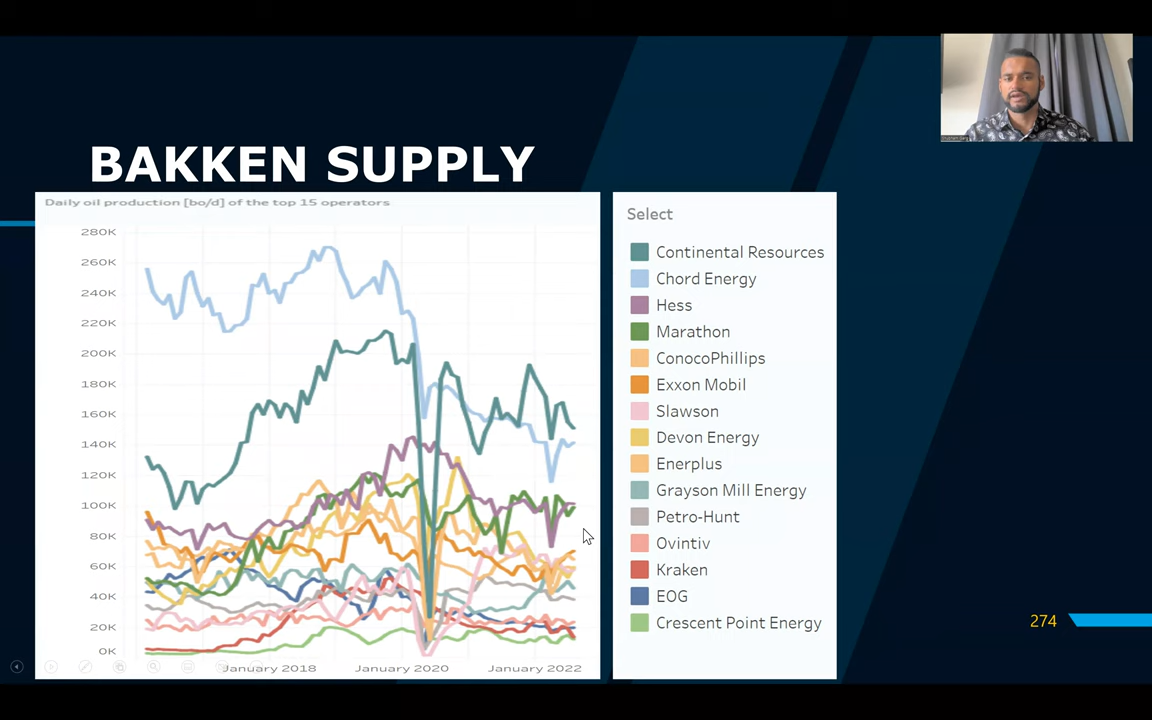 BAKKEN SUPPLY
Daily oil production [bo/d] of the top 15 operators
280K
260K
240K
220K
200K
180K
160K
140K
120K
100K
80K
60K
40K
20K
0K
January 2018
January 2020
January 2022
Select
Continental Resources
Chord Energy
Hess
Marathon
ConocoPhillips
Exxon Mobil
Slawson
Devon Energy
Enerplus
Grayson Mill Energy
Petro-Hunt
Ovintiv
Kraken
EOG
Crescent Point Energy
274